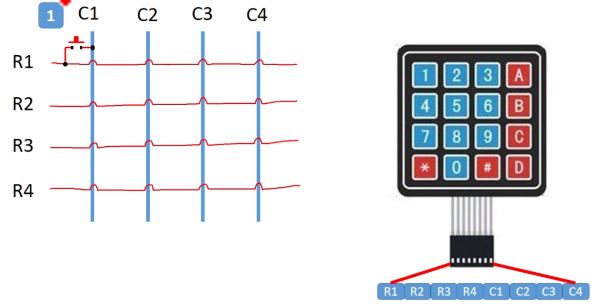 1 C1 C2 C3 C4
R1
R2
R3
R4
1 2 3 A
4 5 6 B
7 8 9 C
* 0 # D
R1 R2 R3 R4 C1 C2 C3 C4